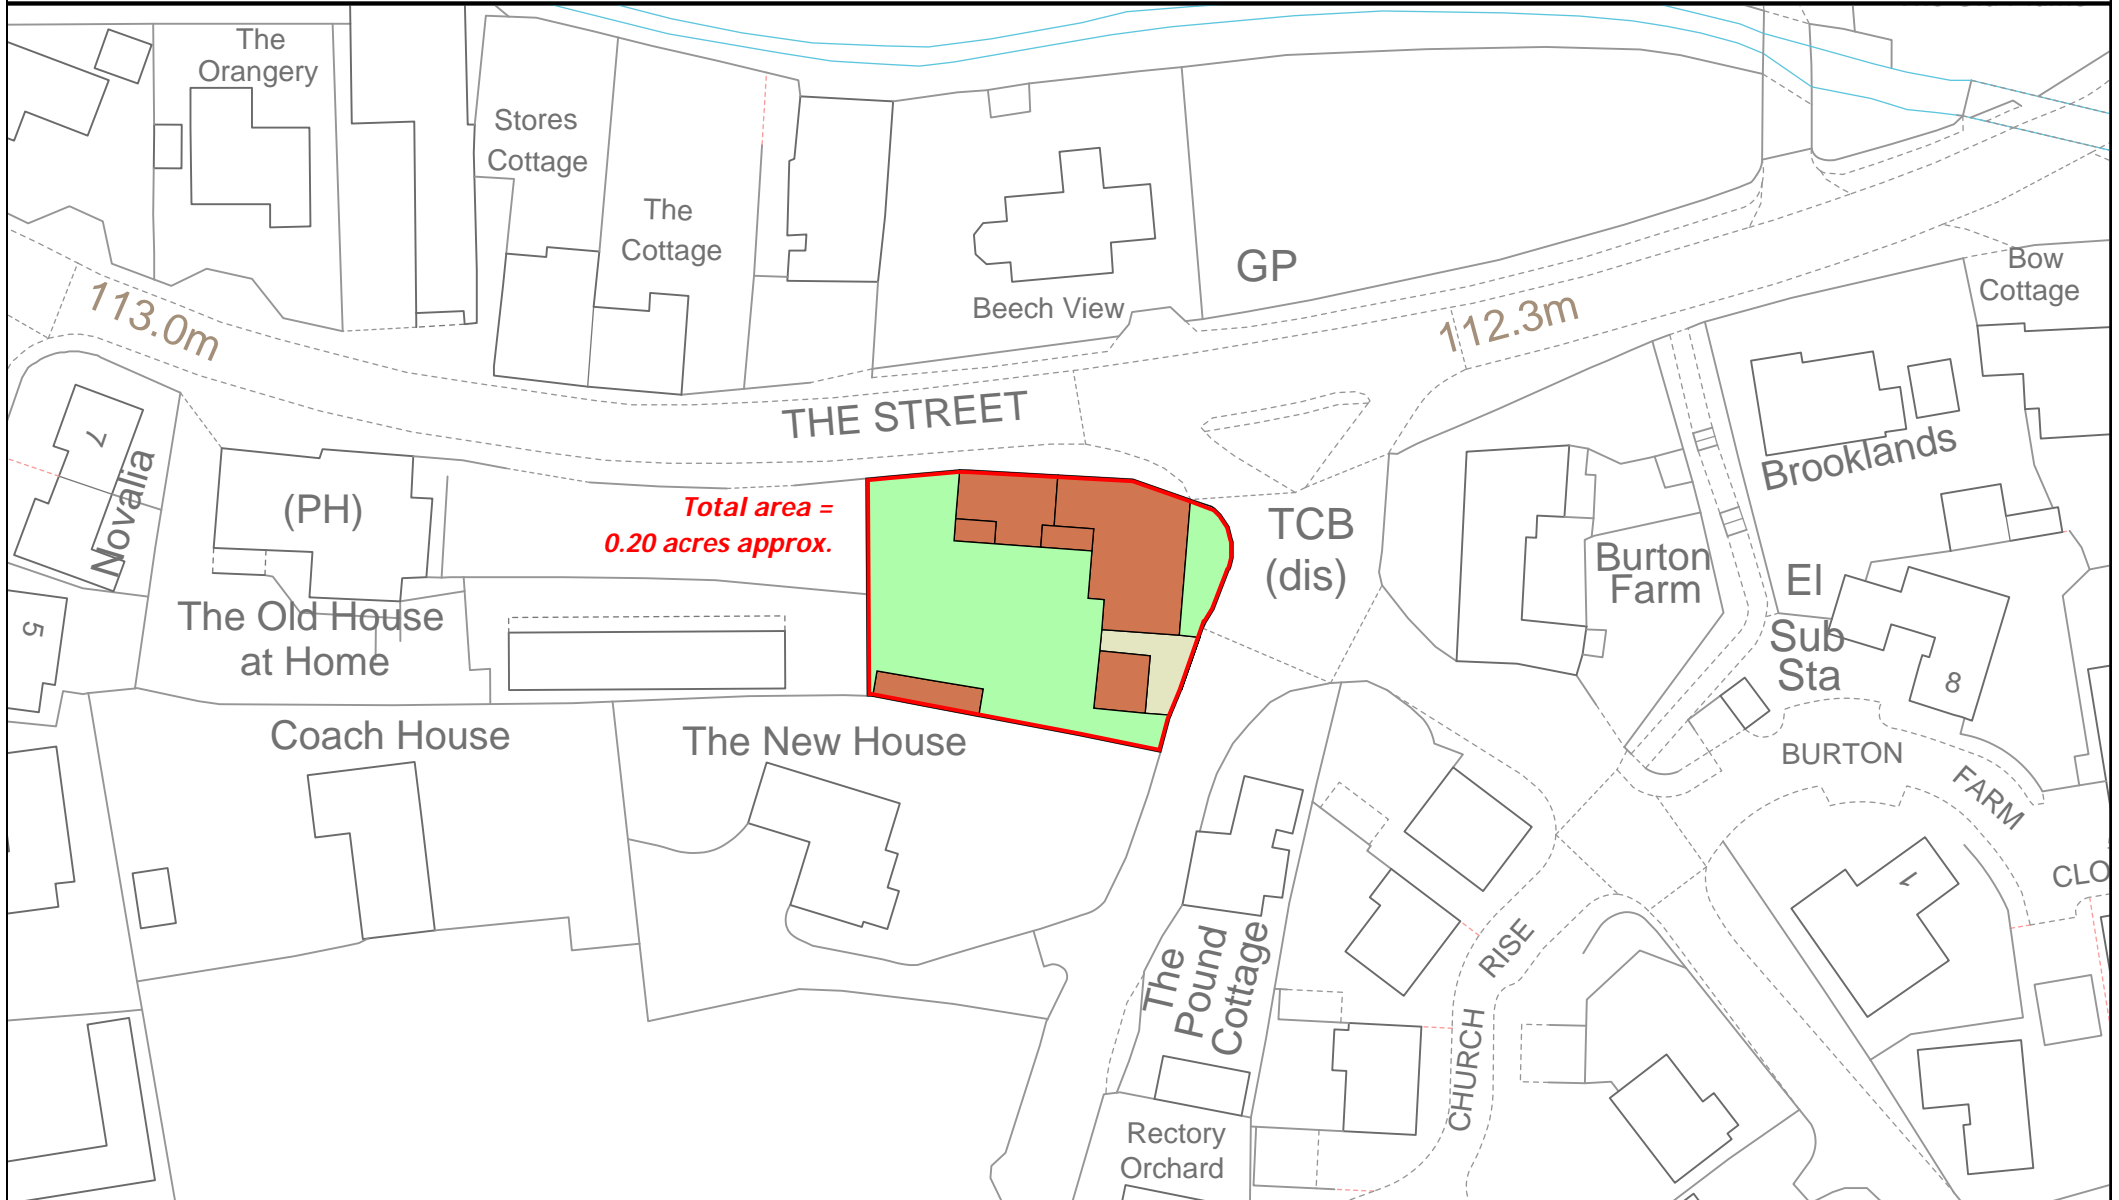 The
Orangery
Stores
Cottage
The
Cottage
Beech View
GP
Bow
Cottage
113.0m
112.3m
THE STREET
7
Novalia
(PH)
Total area =
0.20 acres approx.
TCB
(dis)
Burton
Farm
Brooklands
El
Sub
Sta
8
5
The Old House
at Home
Coach House
The New House
BURTON
FARM
CLO
1
The
Pound
Cottage
RISE
CHURCH
Rectory
Orchard